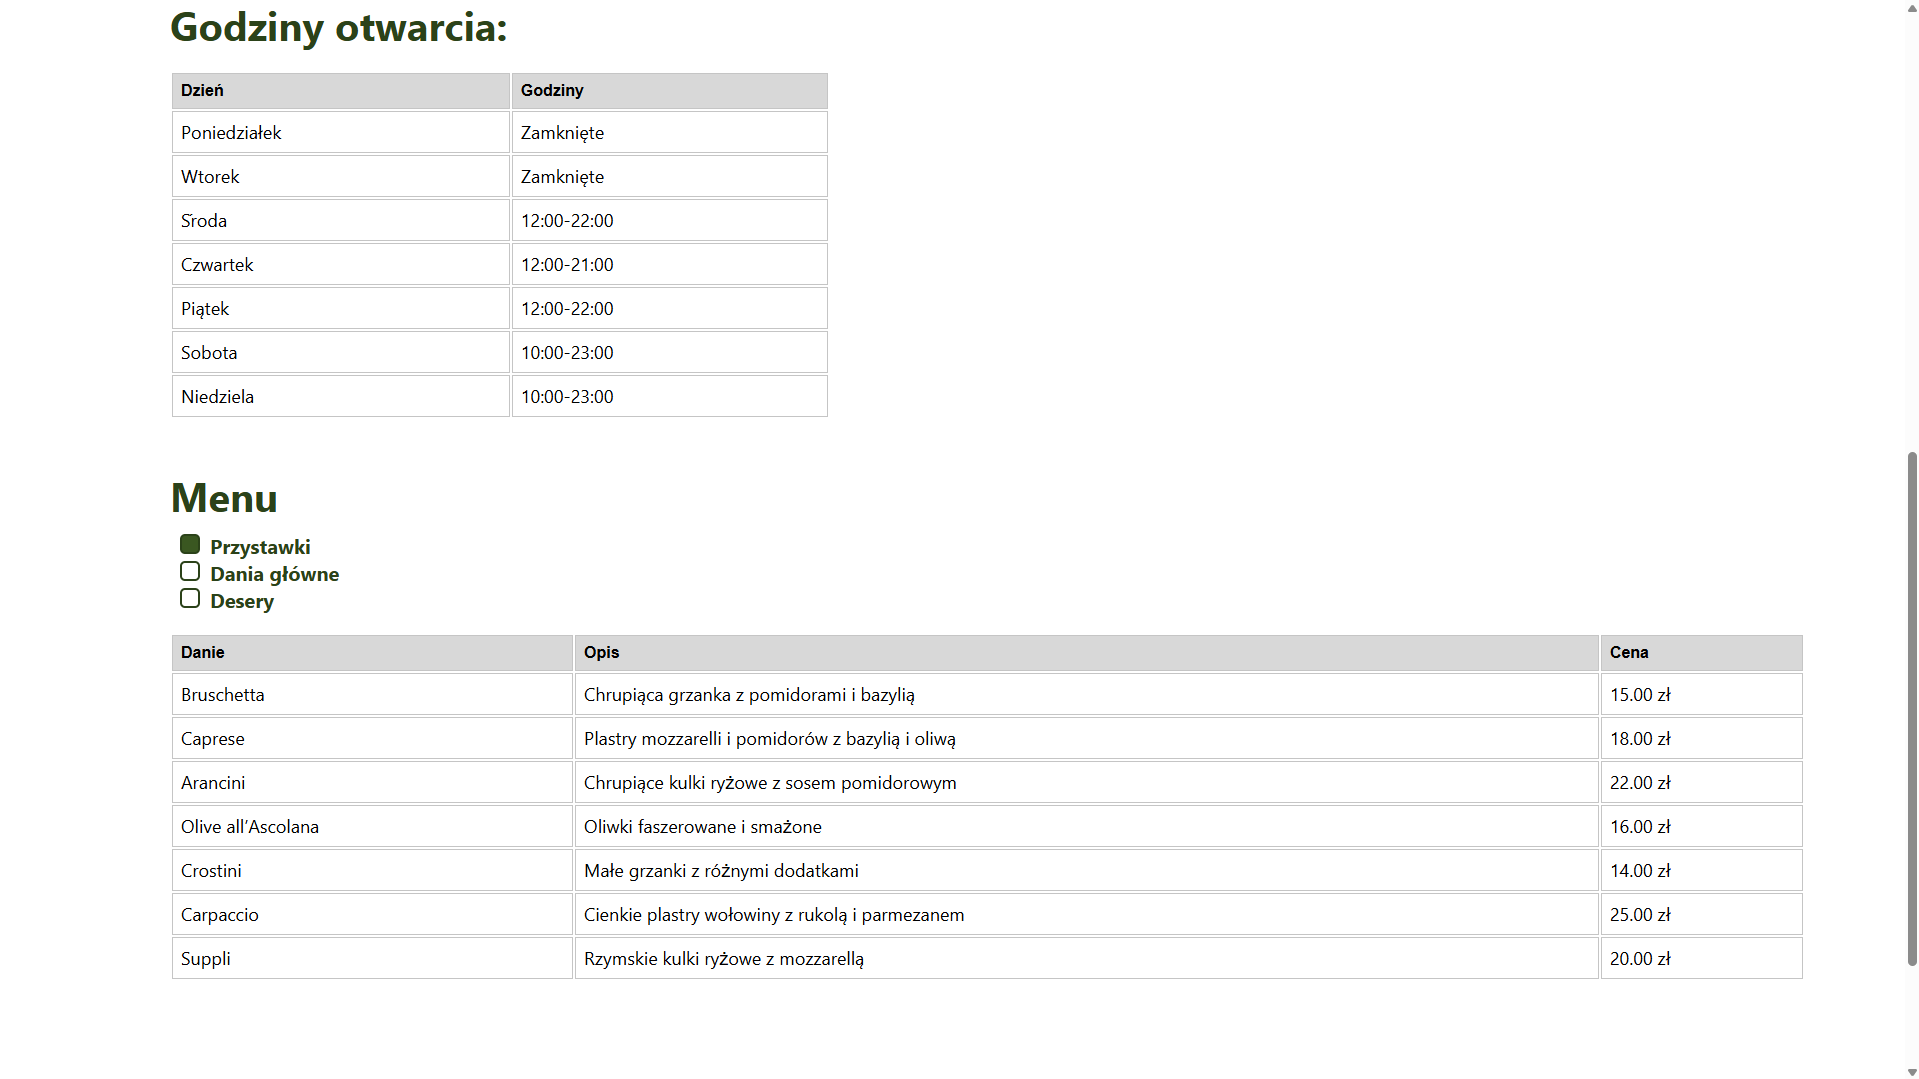 Godziny otwarcia:
Dzień Godziny
Poniedziałek Zamknięte
Wtorek Zamknięte
Środa 12:00-22:00
Czwartek 12:00-21:00
Piątek 12:00-22:00
Sobota 10:00-23:00
Niedziela 10:00-23:00
Menu
Przystawki
Dania główne
Desery
Danie Opis Cena
Bruschetta Chrupiąca grzanka z pomidorami i bazylią 15.00 zł
Caprese Plastry mozzarelli i pomidorów z bazylią i oliwą 18.00 zł
Arancini Chrupiące kulki ryżowe z sosem pomidorowym 22.00 zł
Olive all’Ascolana Oliwki faszerowane i smażone 16.00 zł
Crostini Małe grzanki z różnymi dodatkami 14.00 zł
Carpaccio Cienkie plastry wołowiny z rukolą i parmezanem 25.00 zł
Suppli Rzymskie kulki ryżowe z mozzarellą 20.00 zł